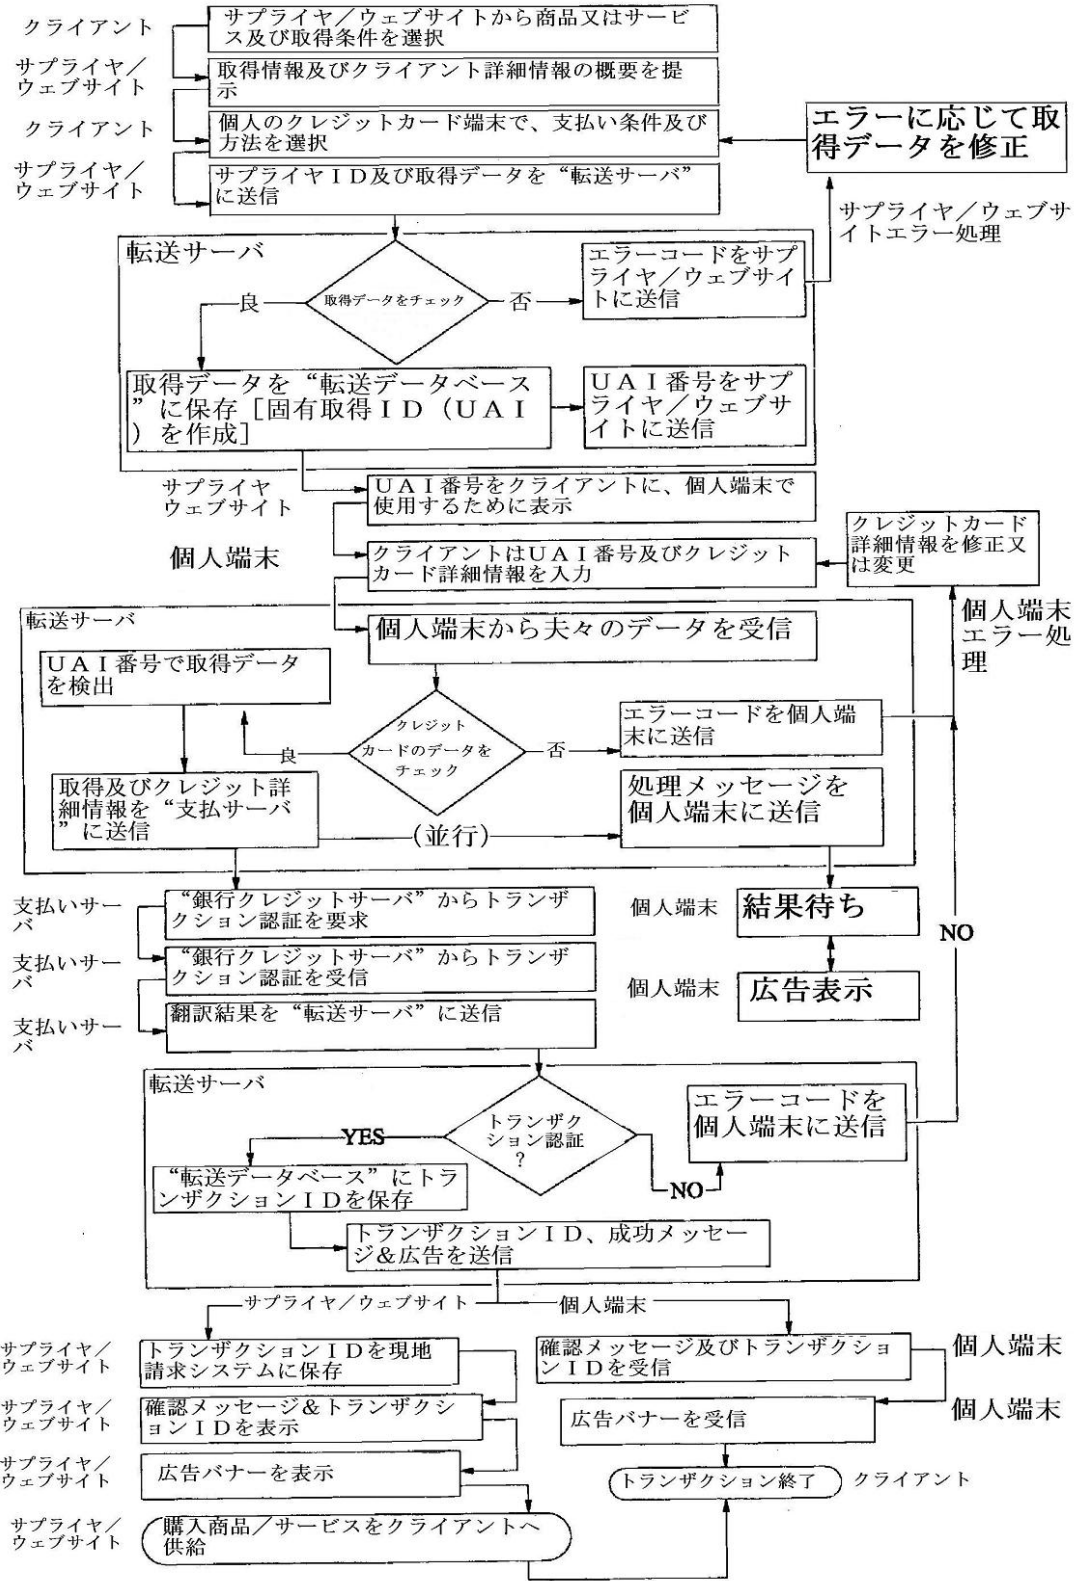 クライアント
サプライヤ／ウェブサイトから商品又はサービ
ス及び取得条件を選択
サプライヤ／
ウェブサイト
取得情報及びクライアント詳細情報の概要を提
示
クライアント
個人のクレジットカード端末で、支払い条件及び
方法を選択
エラーに応じて取
得データを修正
サプライヤ／
ウェブサイト
サプライヤＩＤ及び取得データを“転送サーバ”
に送信
サプライヤ／ウェブサ
イトエラー処理
転送サーバ
取得データをチェック
良
否
エラーコードをサプ
ライヤ／ウェブサイ
トに送信
取得データを“転送データベース
”に保存［固有取得ＩＤ（ＵＡＩ
）を作成］
ＵＡＩ番号をサプ
ライヤ／ウェブサ
イトに送信
サプライヤ
ウェブサイト
ＵＡＩ番号をクライアントに、個人端末で
使用するために表示
個人端末
クライアントはＵＡＩ番号及びクレジット
カード詳細情報を入力
クレジットカード
詳細情報を修正又
は変更
個人端末
エラー処
理
転送サーバ
個人端末から夫々のデータを受信
ＵＡＩ番号で取得データ
を検出
クレジット
カードのデータを
チェック
良
否
エラーコードを個人端
末に送信
取得及びクレジット詳
細情報を“支払サーバ
”に送信
(並行)
処理メッセージを
個人端末に送信
支払いサー
バ
“銀行クレジットサーバ”からトランザ
クション認証を要求
個人端末
結果待ち
NO
支払いサー
バ
“銀行クレジットサーバ”からトランザ
クション認証を受信
個人端末
広告表示
支払いサー
バ
翻訳結果を“転送サーバ”に送信
転送サーバ
トランザク
ション認証
？
YES
NO
エラーコードを
個人端末に送信
“転送データベース”にトラ
ンザクションＩＤを保存
トランザクションＩＤ、成功メッセー
ジ＆広告を送信
サプライヤ／ウェブサイト
個人端末
サプライヤ／
ウェブサイト
トランザクションＩＤを現地
請求システムに保存
確認メッセージ及びトランザクショ
ンＩＤを受信
個人端末
サプライヤ／
ウェブサイト
確認メッセージ＆トランザクシ
ョンＩＤを表示
広告バナーを受信
個人端末
サプライヤ／
ウェブサイト
広告バナーを表示
トランザクション終了
クライアント
サプライヤ／
ウェブサイト
購入商品／サービスをクライアントへ
供給